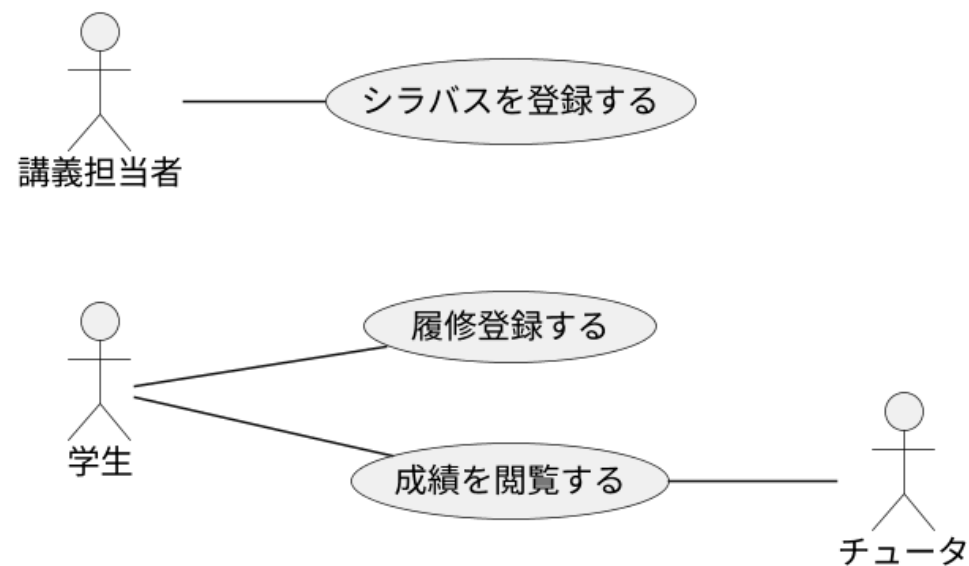 シラバスを登録する
講義担当者
履修登録する
学生
成績を閲覧する
チュータ